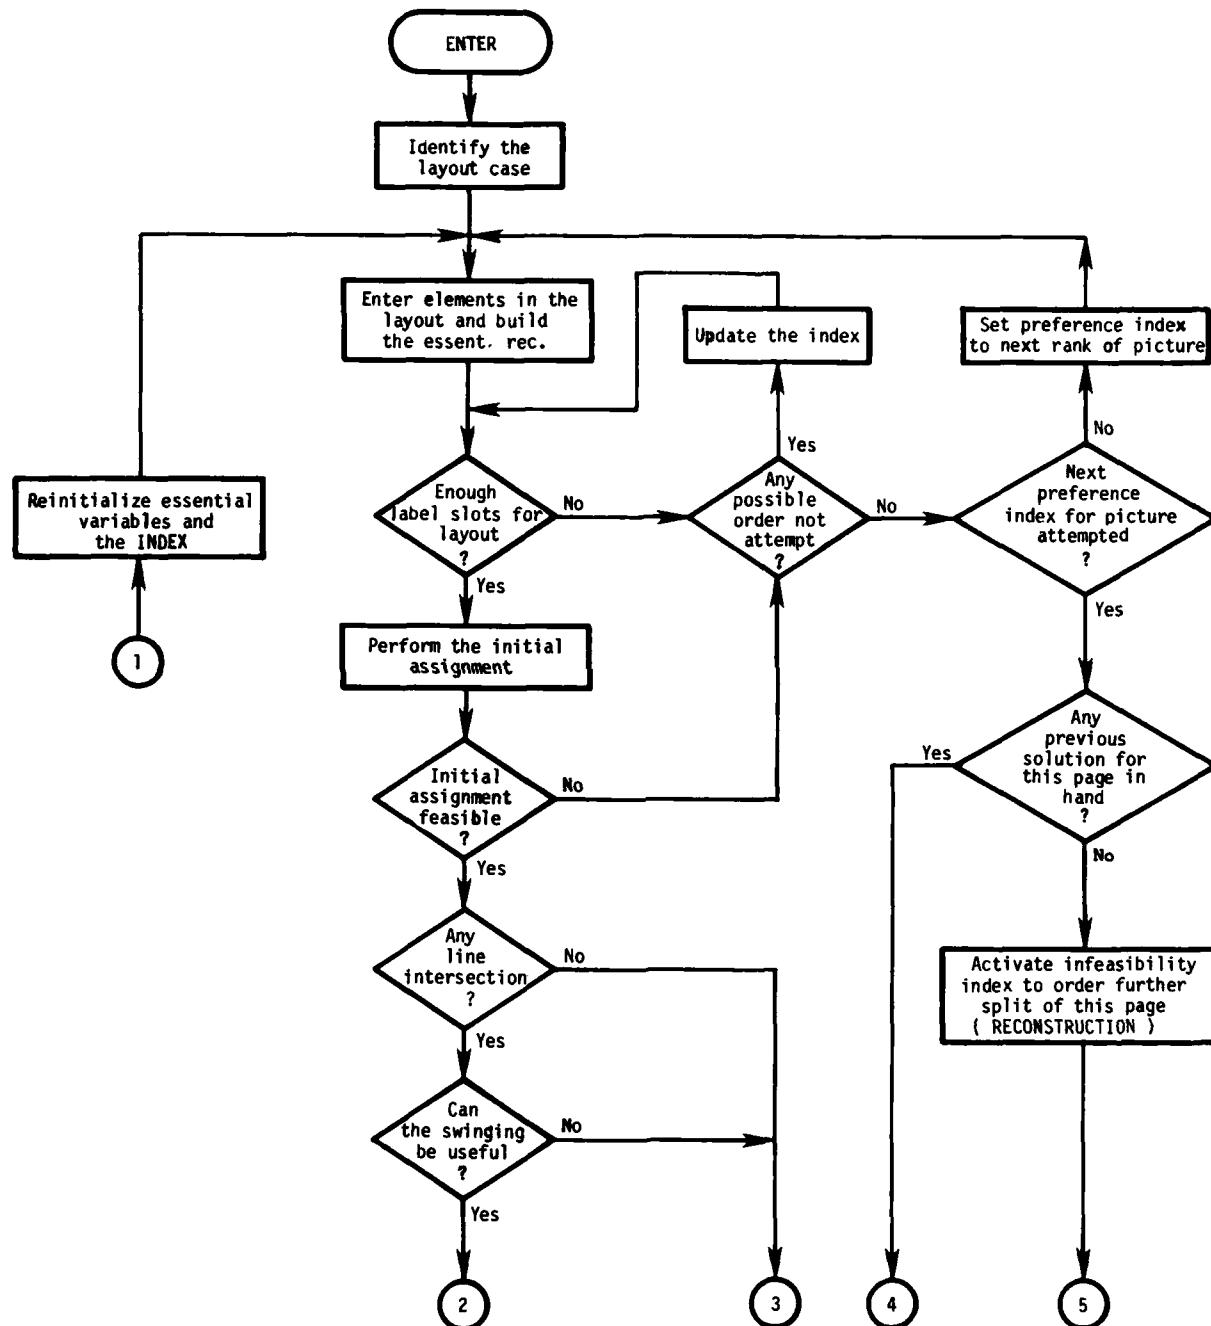 ENTER
Identify the
layout case
Enter elements in the
layout and build
the essent. rec.
Update the index
Set preference index
to next rank of picture
Reinitialize essential
variables and
the INDEX
1
Enough
label slots for
layout
?
No
Yes
Any
possible
order not
attempt
?
Yes
No
Next
preference
index for picture
attempted
?
No
Yes
Perform the initial
assignment
Initial
assignment
feasible
?
No
Yes
Any
previous
solution for
this page in
hand
?
Yes
No
Any
line
intersection
?
No
Yes
Activate infeasibility
index to order further
split of this page
( RECONSTRUCTION )
Can
the swinging
be useful
?
No
Yes
2
3
4
5